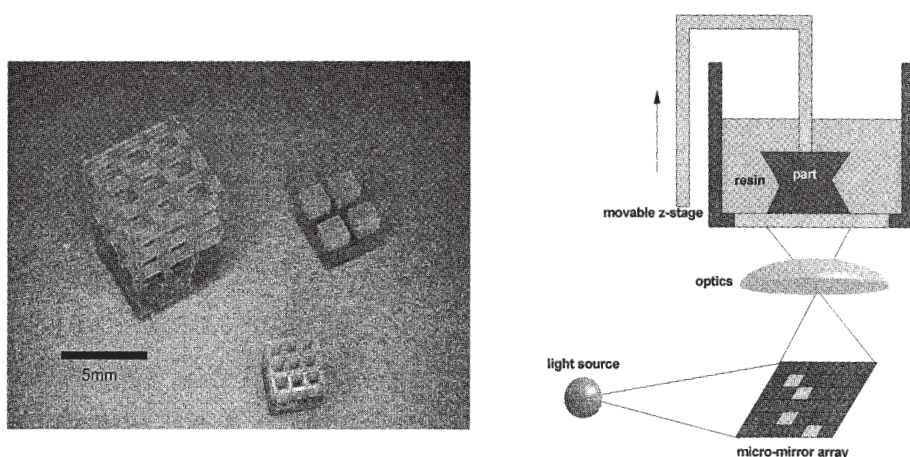 5mm
part
resin
movable z-stage
optics
light source
micro-mirror array